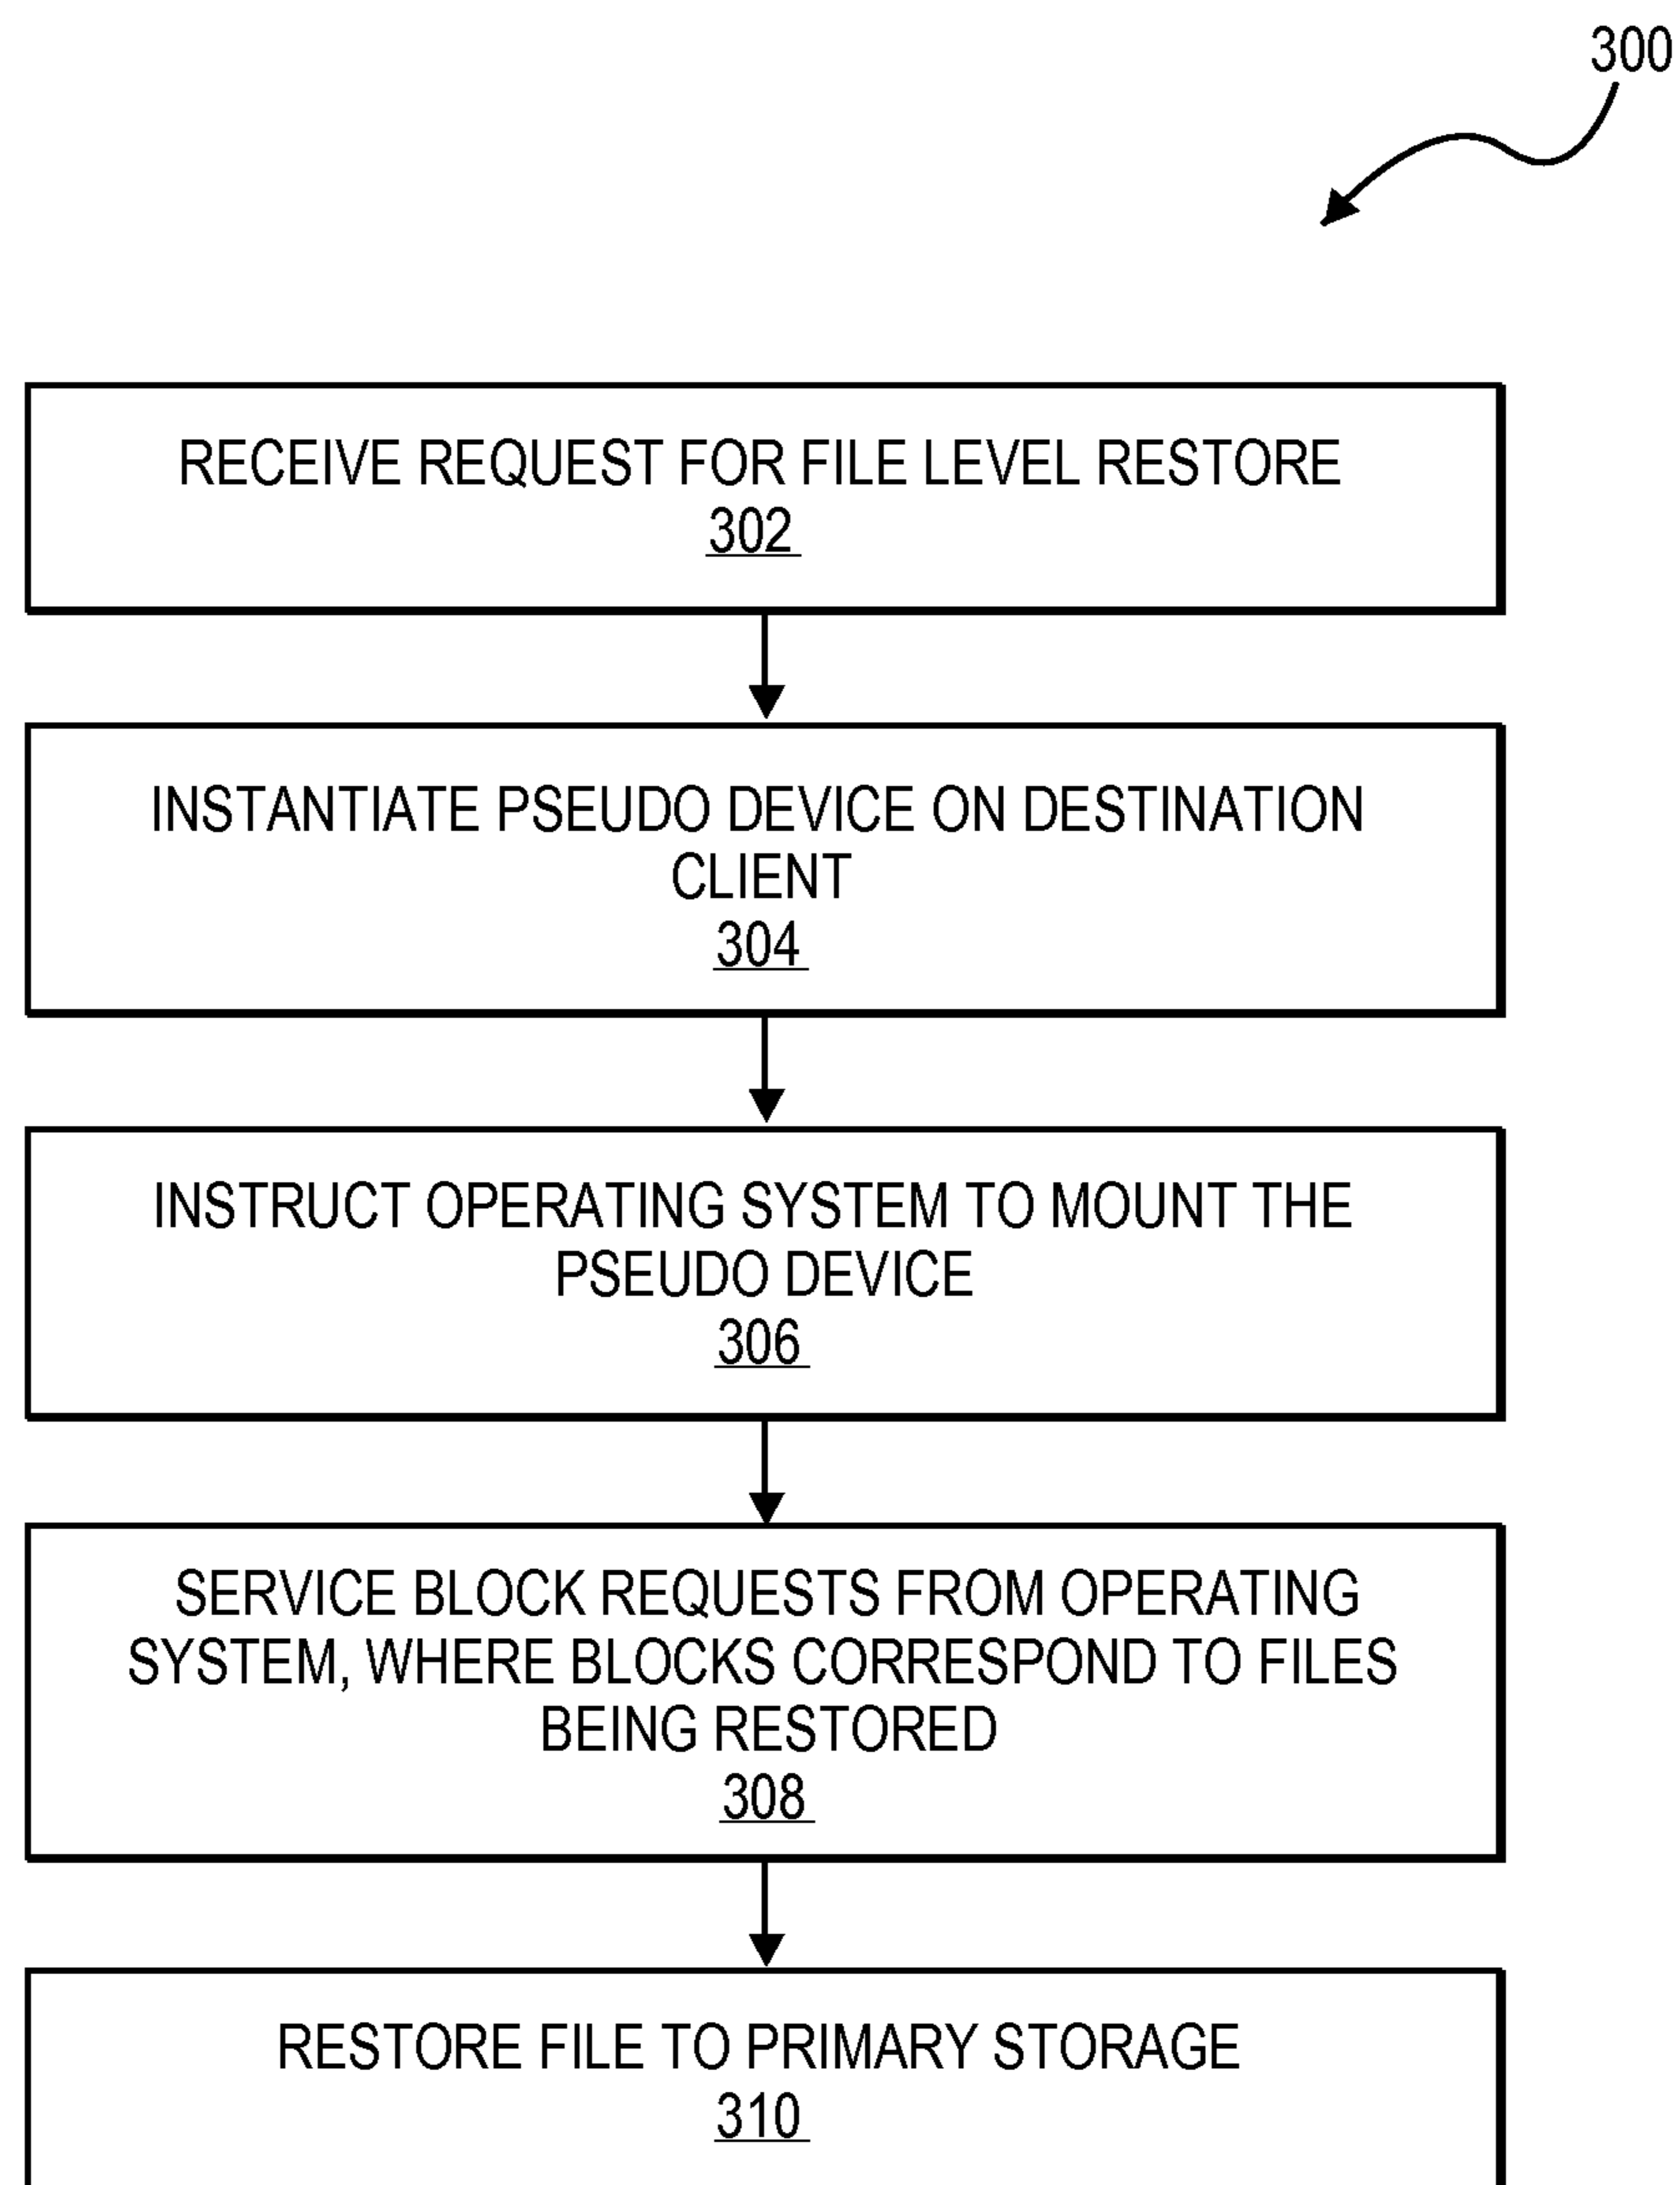 300
RECEIVE REQUEST FOR FILE LEVEL RESTORE
302
INSTANTIATE PSEUDO DEVICE ON DESTINATION
CLIENT
304
INSTRUCT OPERATING SYSTEM TO MOUNT THE
PSEUDO DEVICE
306
SERVICE BLOCK REQUESTS FROM OPERATING
SYSTEM, WHERE BLOCKS CORRESPOND TO FILES
BEING RESTORED
308
RESTORE FILE TO PRIMARY STORAGE
310